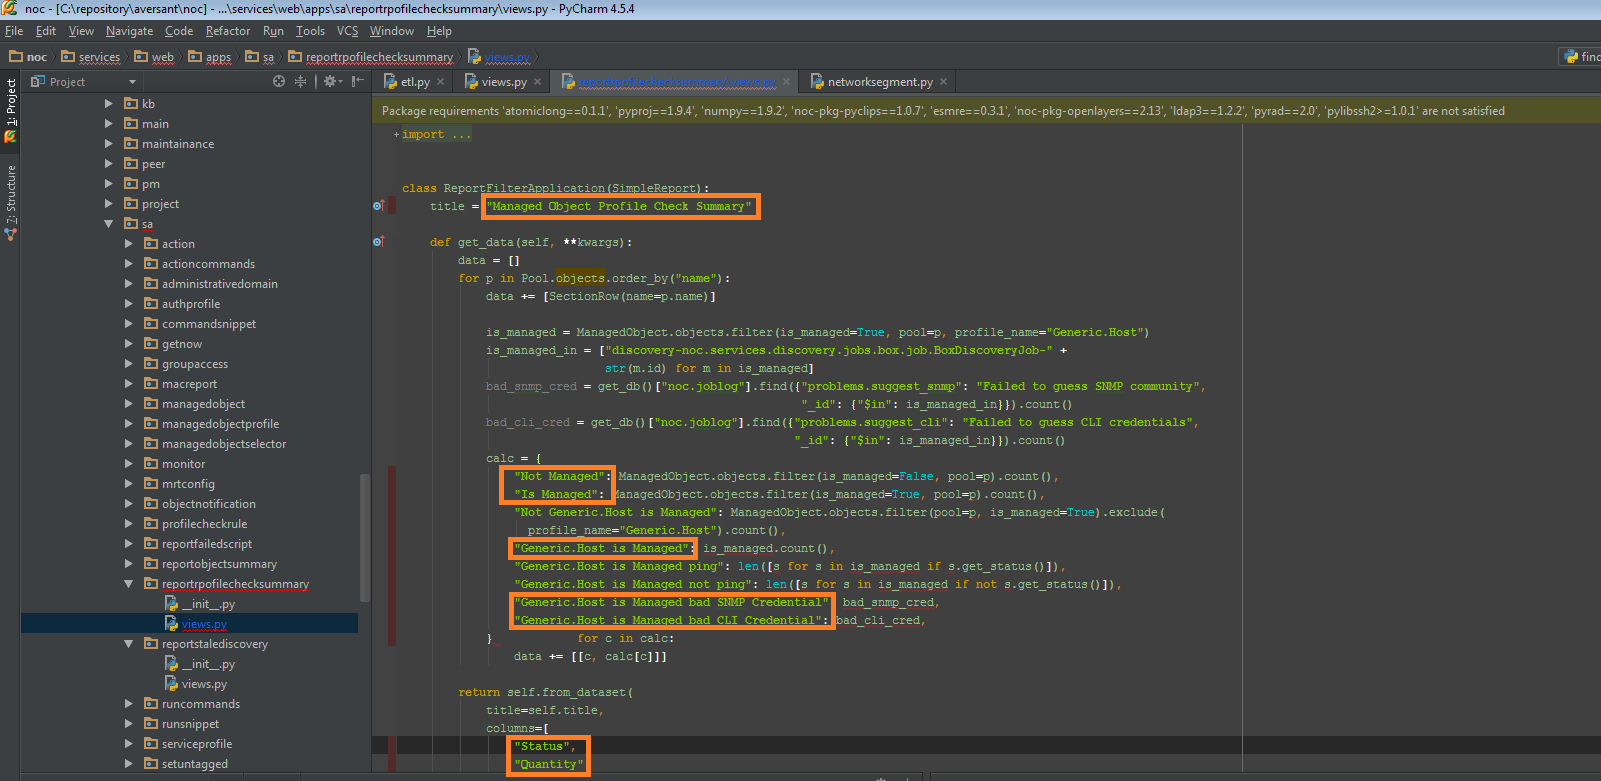 noc - [C:\repository\aversant\noc] - ...\services\web\apps\sa\reportrpofilechecksummary\views.py - PyCharm 4.5.4
File Edit View Navigate Code Refactor Run Tools VCS Window Help
noc services web apps sa reportrpofilechecksummary views.py find
Project
etl.py views.py reportrpofilechecksummary\views.py networksegment.py
1: Project
7: Structure
kb
main
maintainance
peer
pm
project
sa
action
actioncommands
administrativedomain
authprofile
commandsnippet
getnow
groupaccess
macreport
managedobject
managedobjectprofile
managedobjectselector
monitor
mrtconfig
objectnotification
profilecheckrule
reportfailedscript
reportobjectsummary
reportrpofilechecksummary
__init__.py
views.py
reportstalediscovery
__init__.py
views.py
runcommands
runsnippet
serviceprofile
setuntagged
Package requirements 'atomiclong==0.1.1', 'pyproj==1.9.4', 'numpy==1.9.2', 'noc-pkg-pyclips==1.0.7', 'esmre==0.3.1', 'noc-pkg-openlayers==2.13', 'ldap3==1.2.2', 'pyrad==2.0', 'pylibssh2>=1.0.1' are not satisfied
import ...
class ReportFilterApplication(SimpleReport):
title = "Managed Object Profile Check Summary"
def get_data(self, **kwargs):
data = []
for p in Pool.objects.order_by("name"):
data += [SectionRow(name=p.name)]
is_managed = ManagedObject.objects.filter(is_managed=True, pool=p, profile_name="Generic.Host")
is_managed_in = ["discovery-noc.services.discovery.jobs.box.job.BoxDiscoveryJob-" +
str(m.id) for m in is_managed]
bad_snmp_cred = get_db()["noc.joblog"].find({"problems.suggest_snmp": "Failed to guess SNMP community",
"_id": {"$in": is_managed_in}}).count()
bad_cli_cred = get_db()["noc.joblog"].find({"problems.suggest_cli": "Failed to guess CLI credentials",
"_id": {"$in": is_managed_in}}).count()
calc = {
"Not Managed": ManagedObject.objects.filter(is_managed=False, pool=p).count(),
"Is Managed": ManagedObject.objects.filter(is_managed=True, pool=p).count(),
"Not Generic.Host is Managed": ManagedObject.objects.filter(pool=p, is_managed=True).exclude(
profile_name="Generic.Host").count(),
"Generic.Host is Managed": is_managed.count(),
"Generic.Host is Managed ping": len([s for s in is_managed if s.get_status()]),
"Generic.Host is Managed not ping": len([s for s in is_managed if not s.get_status()]),
"Generic.Host is Managed bad SNMP Credential" bad_snmp_cred,
"Generic.Host is Managed bad CLI Credential": bad_cli_cred,
} for c in calc:
data += [[c, calc[c]]]
return self.from_dataset(
title=self.title,
columns=[
"Status",
"Quantity"